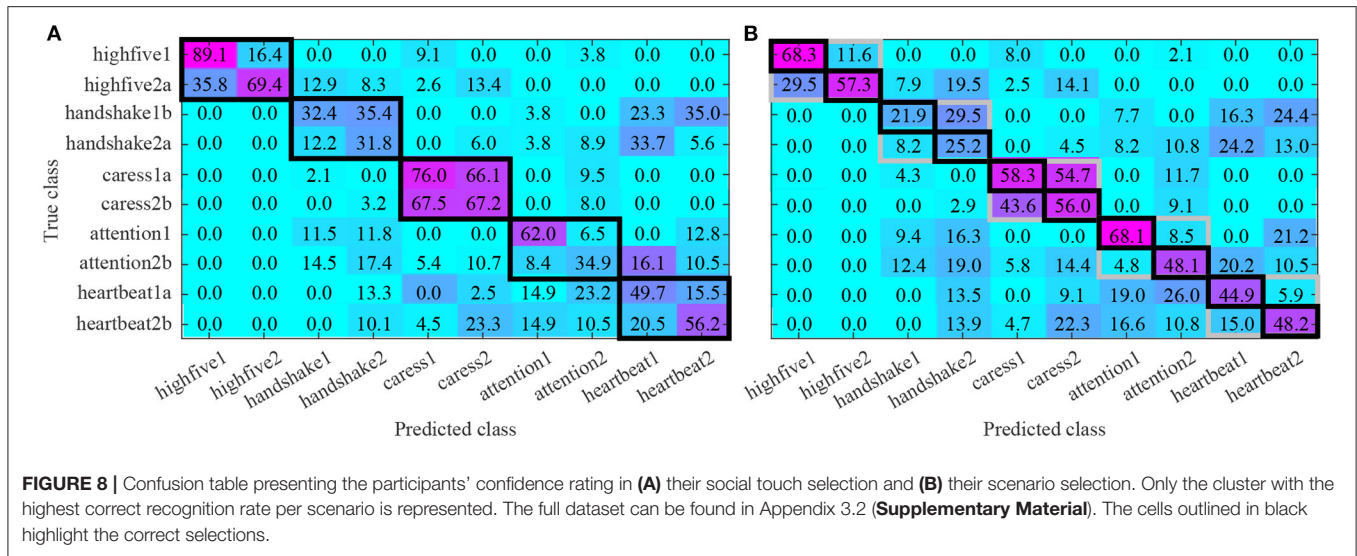 A
B
highfive1 89.1 16.4 0.0 0.0 9.1 0.0 0.0 3.8 0.0 0.0 68.3 11.6 0.0 0.0 8.0 0.0 0.0 2.1 0.0 0.0
highfive2a 35.8 69.4 12.9 8.3 2.6 13.4 0.0 0.0 0.0 0.0 29.5 57.3 7.9 19.5 2.5 14.1 0.0 0.0 0.0 0.0
handshake1b 0.0 0.0 32.4 35.4 0.0 0.0 3.8 0.0 23.3 35.0 0.0 0.0 21.9 29.5 0.0 0.0 7.7 0.0 16.3 24.4
handshake2a 0.0 0.0 12.2 31.8 0.0 6.0 3.8 8.9 33.7 5.6 0.0 0.0 8.2 25.2 0.0 4.5 8.2 10.8 24.2 13.0
caress1a 0.0 0.0 2.1 0.0 76.0 66.1 0.0 9.5 0.0 0.0 0.0 0.0 4.3 0.0 58.3 54.7 0.0 11.7 0.0 0.0
caress2b 0.0 0.0 0.0 3.2 67.5 67.2 0.0 8.0 0.0 0.0 0.0 0.0 0.0 2.9 43.6 56.0 0.0 9.1 0.0 0.0
attention1 0.0 0.0 11.5 11.8 0.0 0.0 62.0 6.5 0.0 12.8 0.0 0.0 9.4 16.3 0.0 0.0 68.1 8.5 0.0 21.2
attention2b 0.0 0.0 14.5 17.4 5.4 10.7 8.4 34.9 16.1 10.5 0.0 0.0 12.4 19.0 5.8 14.4 4.8 48.1 20.2 10.5
heartbeat1a 0.0 0.0 0.0 13.3 0.0 2.5 14.9 23.2 49.7 15.5 0.0 0.0 0.0 13.5 0.0 9.1 19.0 26.0 44.9 5.9
heartbeat2b 0.0 0.0 0.0 10.1 4.5 23.3 14.9 10.5 20.5 56.2 0.0 0.0 0.0 13.9 4.7 22.3 16.6 10.8 15.0 48.2
True class
highfive1 highfive2 handshake1 handshake2 caress1 caress2 attention1 attention2 heartbeat1 heartbeat2
highfive1 highfive2 handshake1 handshake2 caress1 caress2 attention1 attention2 heartbeat1 heartbeat2
Predicted class
Predicted class
FIGURE 8 | Confusion table presenting the participants' confidence rating in (A) their social touch selection and (B) their scenario selection. Only the cluster with the
highest correct recognition rate per scenario is represented. The full dataset can be found in Appendix 3.2 (Supplementary Material). The cells outlined in black
highlight the correct selections.